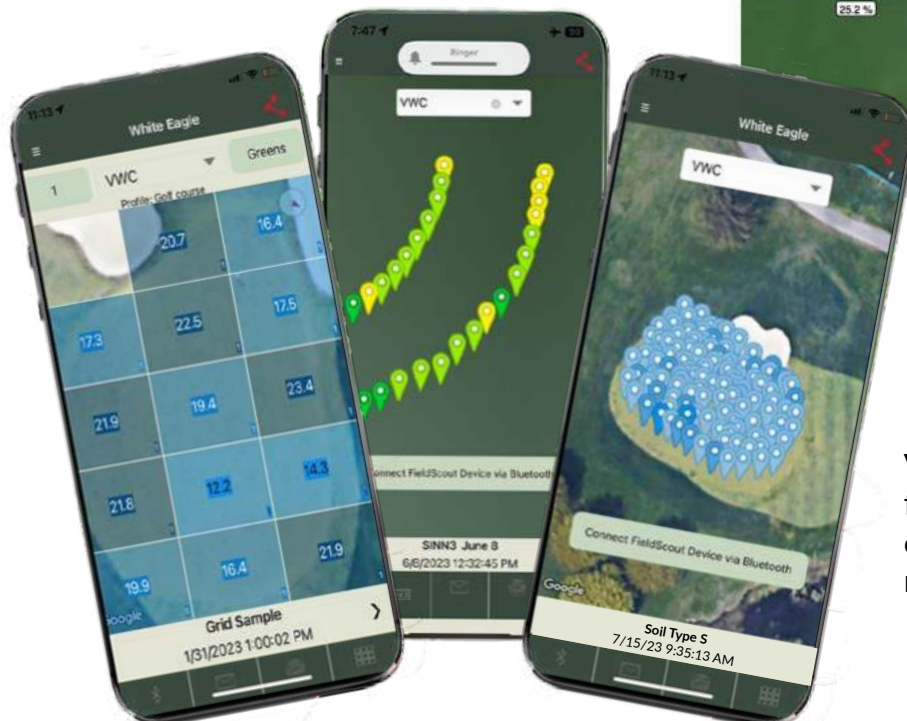 25.2 %
11:13
White Eagle
1
VWC
Greens
Profile: Golf course
20.7
16.4
17.3
22.5
17.5
21.9
19.4
23.4
21.8
12.2
14.3
19.9
16.4
21.9
Grid Sample
1/31/2023 1:00:02 PM
7:47
Ringer
VWC
Connect FieldScout Device via Bluetooth
SINN3 June 8
6/8/2023 12:32:45 PM
11:13
White Eagle
VWC
Connect FieldScout Device via Bluetooth
Google
Soil Type S
7/15/23 9:35:13 AM